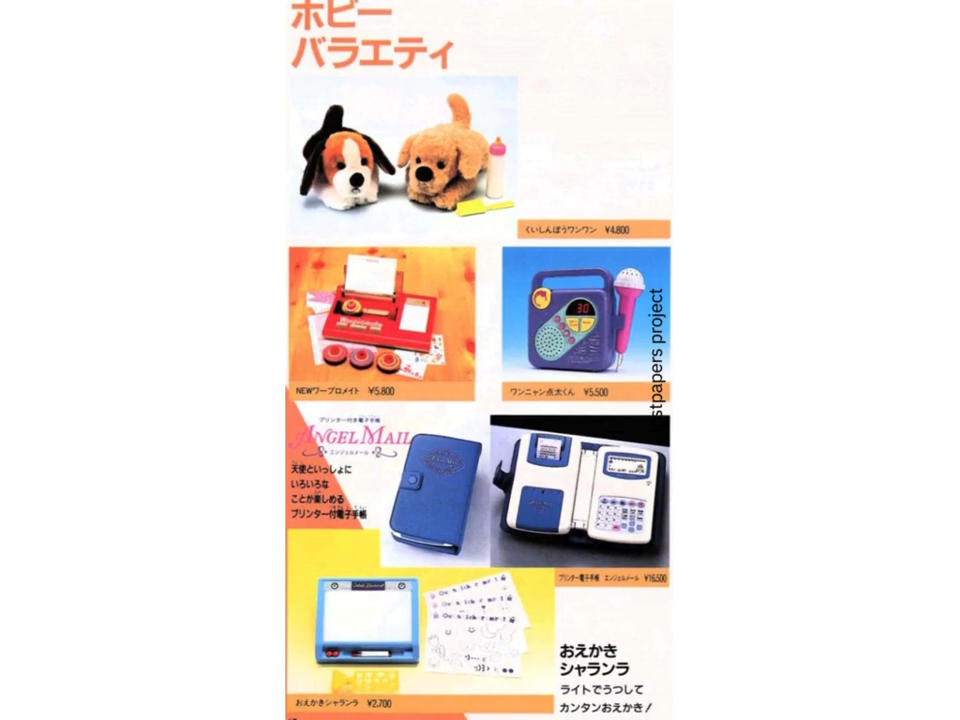 ホビー
バラエティ
くいしんぼうワンワン ¥4,800
NEWワープロメイト ¥5,800
ワンニャン点太くん ¥5,500
30
stpapers project
プリンター付き電子手帳
ANGEL MAIL
エンジェルメール
天使といっしょに
いろいろな
ことが楽しめる
プリンター付電子手帳
プリンター電子手帳 エンジェルメール ¥16,500
おえかきシャランラ ¥2,700
おえかき
シャランラ
ライトでうつして
カンタンおえかき！